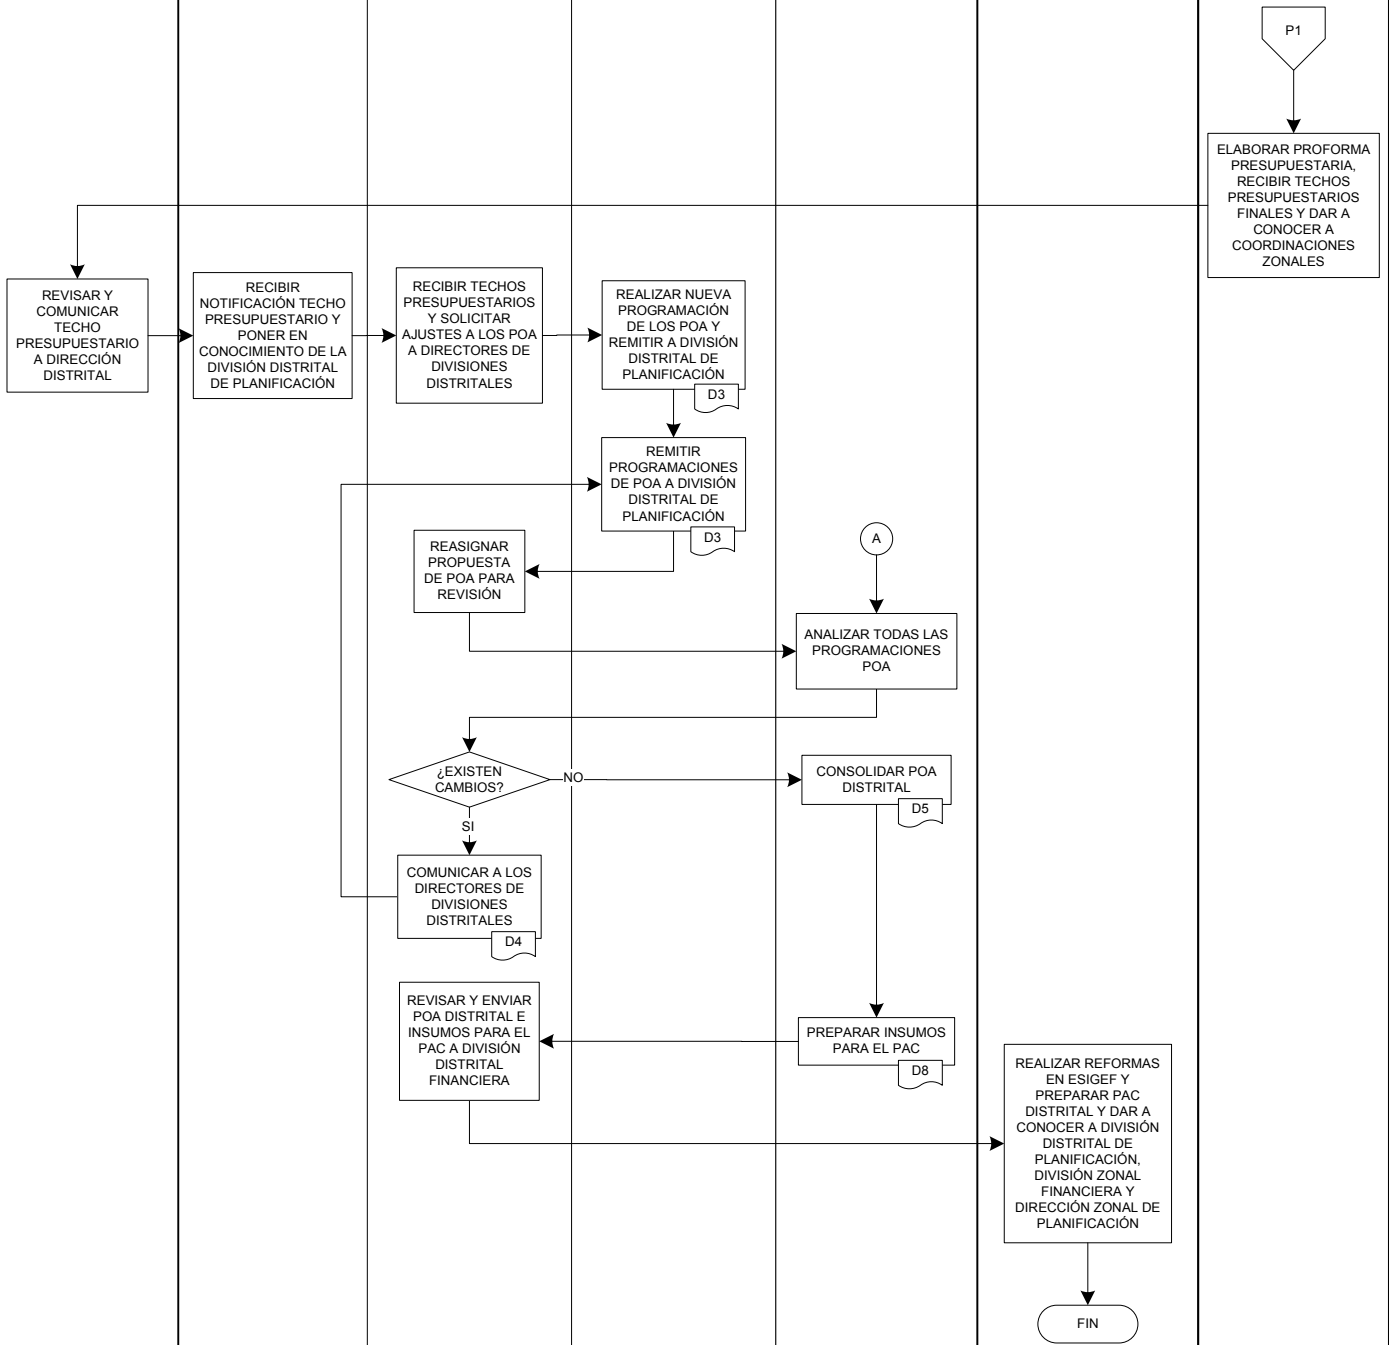 P1
ELABORAR PROFORMA
PRESUPUESTARIA,
RECIBIR TECHOS
PRESUPUESTARIOS
FINALES Y DAR A
CONOCER A
COORDINACIONES
ZONALES
REVISAR Y
COMUNICAR
TECHO
PRESUPUESTARIO
A DIRECCIÓN
DISTRITAL
RECIBIR
NOTIFICACIÓN TECHO
PRESUPUESTARIO Y
PONER EN
CONOCIMIENTO DE LA
DIVISIÓN DISTRITAL
DE PLANIFICACIÓN
RECIBIR TECHOS
PRESUPUESTARIOS
Y SOLICITAR
AJUSTES A LOS POA
A DIRECTORES DE
DIVISIONES
DISTRITALES
REALIZAR NUEVA
PROGRAMACIÓN
DE LOS POA Y
REMITIR A DIVISIÓN
DISTRITAL DE
PLANIFICACIÓN
D3
REMITIR
PROGRAMACIONES
DE POA A DIVISIÓN
DISTRITAL DE
PLANIFICACIÓN
D3
REASIGNAR
PROPUESTA
DE POA PARA
REVISIÓN
A
ANALIZAR TODAS LAS
PROGRAMACIONES
POA
¿EXISTEN
CAMBIOS?
NO
SI
CONSOLIDAR POA
DISTRITAL
D5
COMUNICAR A LOS
DIRECTORES DE
DIVISIONES
DISTRITALES
D4
REVISAR Y ENVIAR
POA DISTRITAL E
INSUMOS PARA EL
PAC A DIVISIÓN
DISTRITAL
FINANCIERA
PREPARAR INSUMOS
PARA EL PAC
D8
REALIZAR REFORMAS
EN ESIGEF Y
PREPARAR PAC
DISTRITAL Y DAR A
CONOCER A DIVISIÓN
DISTRITAL DE
PLANIFICACIÓN,
DIVISIÓN ZONAL
FINANCIERA Y
DIRECCIÓN ZONAL DE
PLANIFICACIÓN
FIN